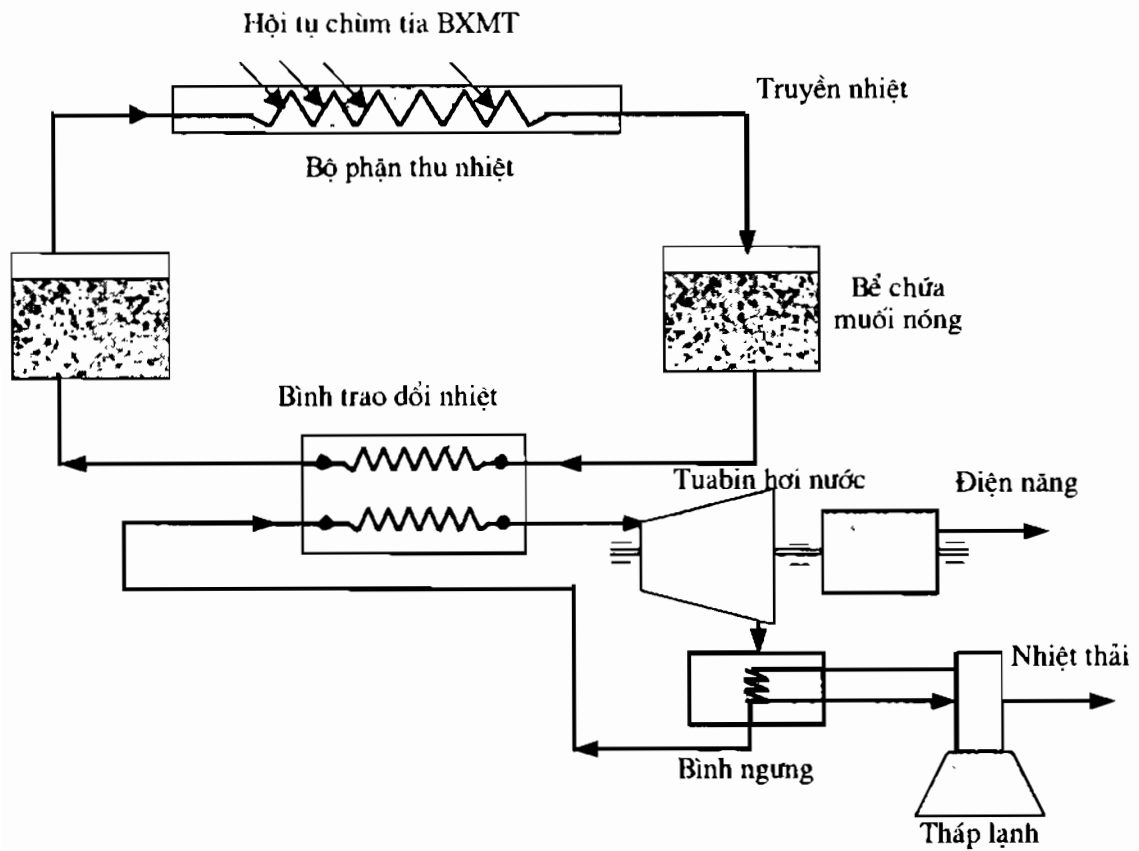 Hội tụ chùm tia BXMT
Truyền nhiệt
Bộ phận thu nhiệt
Bể chứa
muối nóng
Bình trao dổi nhiệt
Tuabin hơi nước
Điện năng
Nhiệt thải
Bình ngưng
Tháp lạnh